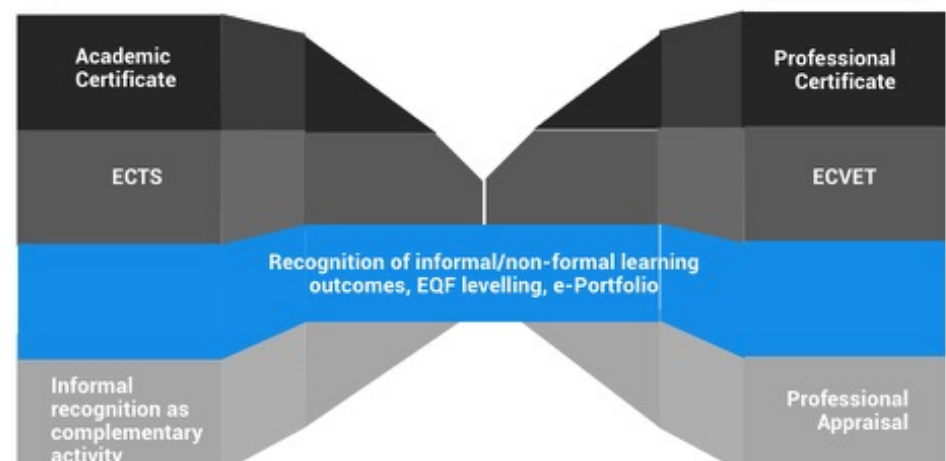 Academic
Certificate
Professional
Certificate
ECTS
ECVET
Recognition of informal/non-formal learning
outcomes, EQF levelling, e-Portfolio
Informal
recognition as
complementary
activity
Professional
Appraisal